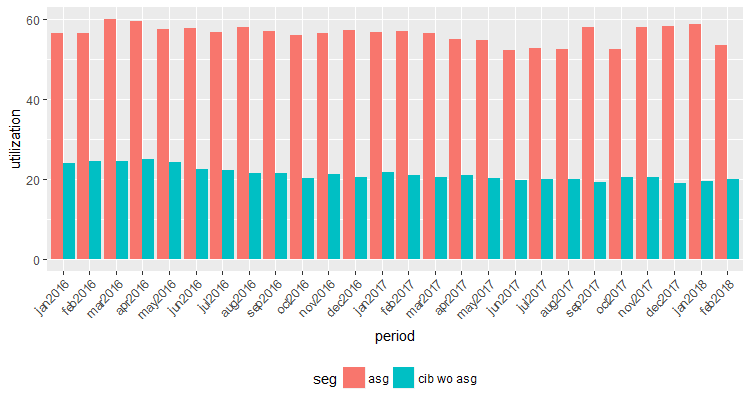 60
40
20
0
utilization
jan2016 feb2016 mar2016 apr2016 may2016 jun2016 jul2016 aug2016 sep2016 oct2016 nov2016 dec2016 jan2017 feb2017 mar2017 apr2017 may2017 jun2017 jul2017 aug2017 sep2017 oct2017 nov2017 dec2017 jan2018 feb2018
period
seg asg cib wo asg